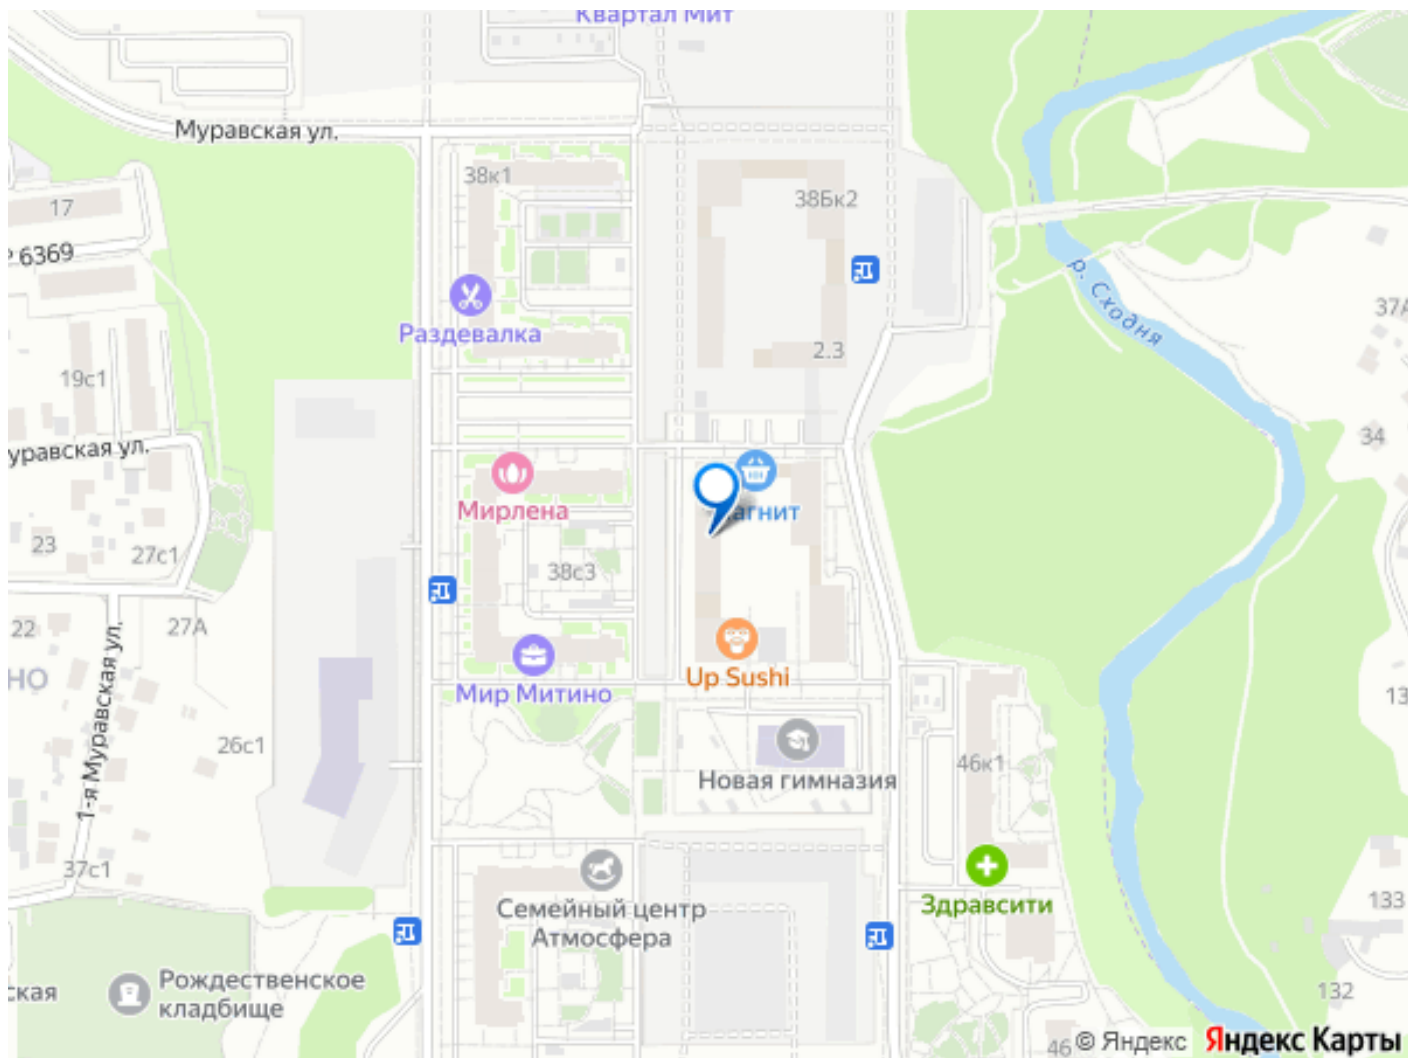 Квартал Мит
Муравская ул.
38к1
38Бк2
17
6369
р. Сходня
37А
Раздевалка
2.3
19с1
34
уравская ул.
Мирлена
агнит
23
27с1
38с3
22
27А
Up Sushi
НО
Мир Митино
13
1-я Муравская ул.
26с1
46к1
Новая гимназия
37с1
Здравсити
133
Семейный центр
Атмосфера
Рождественское
кладбище
ская
132
46
© Яндекс
Яндекс Карты